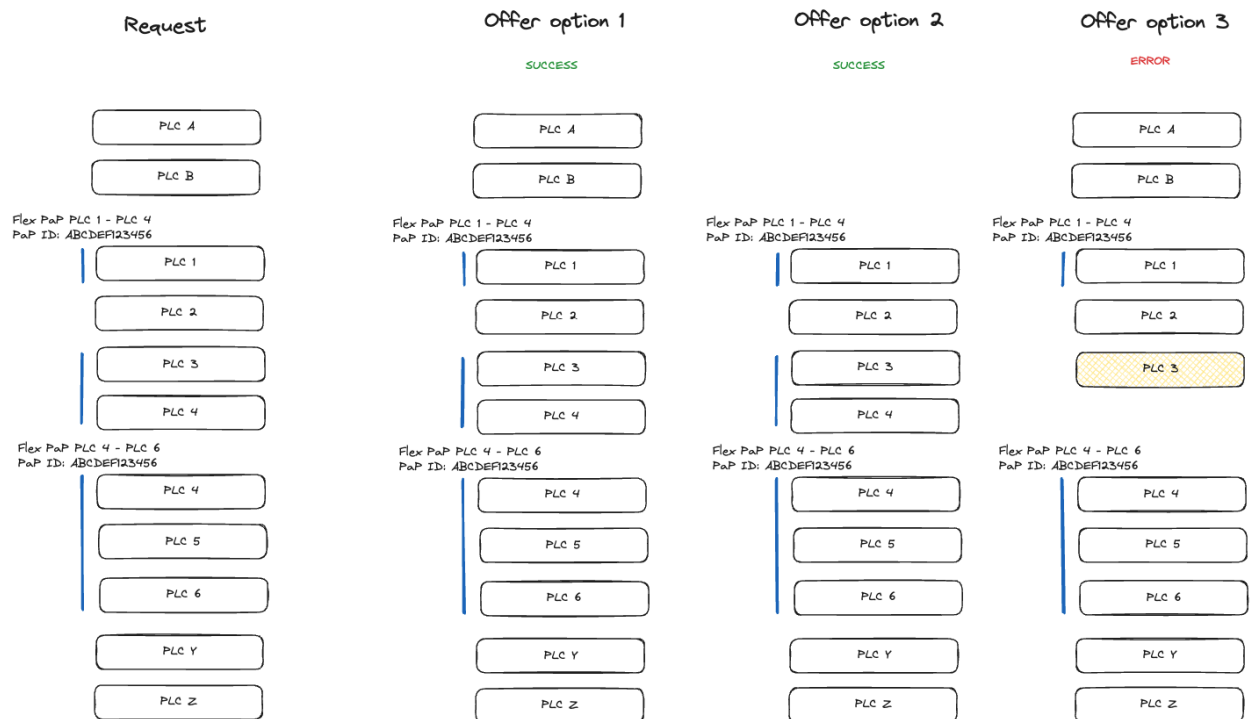 Request
PLC A
PLC B
Flex PaP PLC 1 - PLC 4
PaP ID: ABCDEF123456
PLC 1
PLC 2
PLC 3
PLC 4
Flex PaP PLC 4 - PLC 6
PaP ID: ABCDEF123456
PLC 4
PLC 5
PLC 6
PLC Y
PLC Z
Offer option 1
SUCCESS
PLC A
PLC B
Flex PaP PLC 1 - PLC 4
PaP ID: ABCDEF123456
PLC 1
PLC 2
PLC 3
PLC 4
Flex PaP PLC 4 - PLC 6
PaP ID: ABCDEF123456
PLC 4
PLC 5
PLC 6
PLC Y
PLC Z
Offer option 2
SUCCESS
Flex PaP PLC 1 - PLC 4
PaP ID: ABCDEF123456
PLC 1
PLC 2
PLC 3
PLC 4
Flex PaP PLC 4 - PLC 6
PaP ID: ABCDEF123456
PLC 4
PLC 5
PLC 6
PLC Y
PLC Z
Offer option 3
ERROR
PLC A
PLC B
Flex PaP PLC 1 - PLC 4
PaP ID: ABCDEF123456
PLC 1
PLC 2
PLC 3
Flex PaP PLC 4 - PLC 6
PaP ID: ABCDEF123456
PLC 4
PLC 5
PLC 6
PLC Y
PLC Z